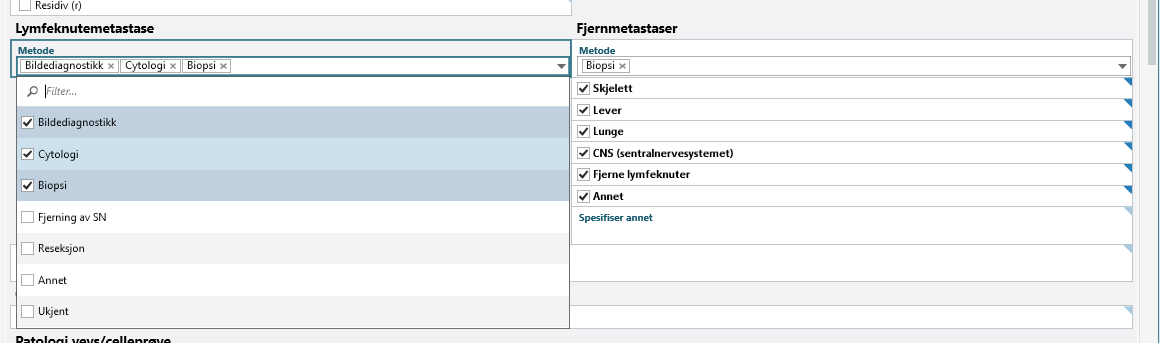 Residiv (r)
Lymfeknutemetastase
Metode
Bildediagnostikk × Cytologi × Biopsi ×
Filter...
Bildediagnostikk
Cytologi
Biopsi
Fjerning av SN
Reseksjon
Annet
Ukjent
Fjernmetastaser
Metode
Biopsi ×
Skjelett
Lever
Lunge
CNS (sentralnervesystemet)
Fjerne lymfeknuter
Annet
Spesifiser annet
Patologi vevs/celleprøve